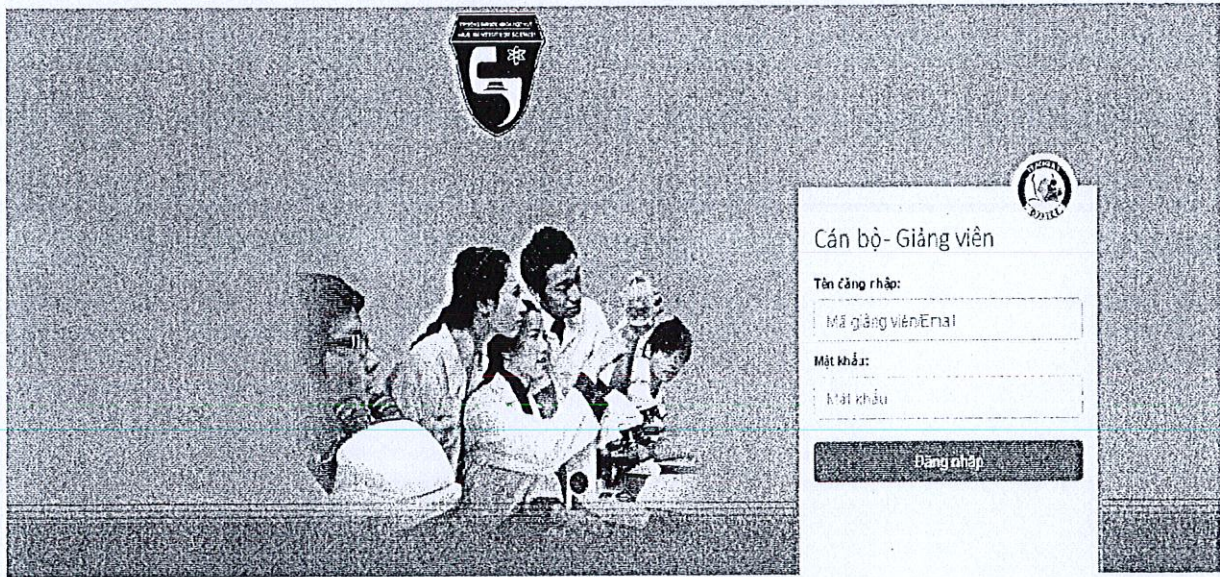 Cán bộ - Giảng viên
Tên đăng nhập:
Mã giảng viên/Email
Mật khẩu:
Mật khẩu
Đăng nhập